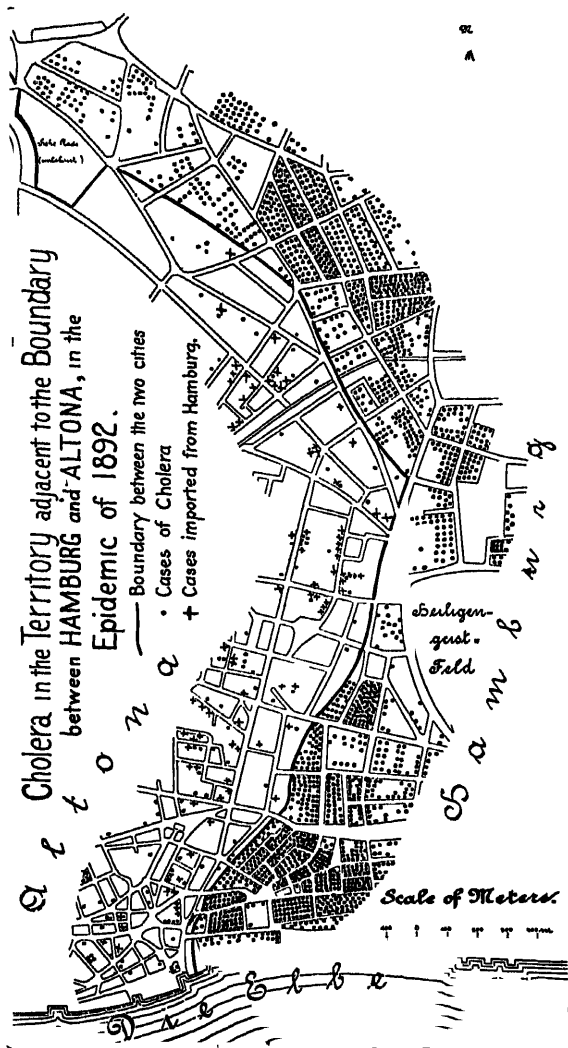 Cholera in the Territory adjacent to the Boundary
between HAMBURG and ALTONA, in the
Epidemic of 1892.
Boundary between the two cities
• Cases of Cholera
+ Cases imported from Hamburg.
Altona
Hamburg
Heiligen-
geist-
Feld
Scale of Meters.
Die Elbe